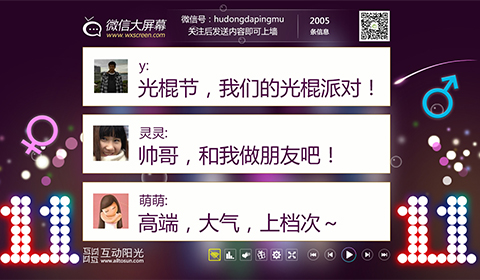 微信大屏幕
www.wxscreen.com
微信号：hudongdapingmu
关注后发送内容即可上墙
2005
条信息
y:
光棍节，我们的光棍派对！
灵灵:
帅哥，和我做朋友吧！
萌萌:
高端，大气，上档次～
11
11
互动阳光
www.alltosun.com